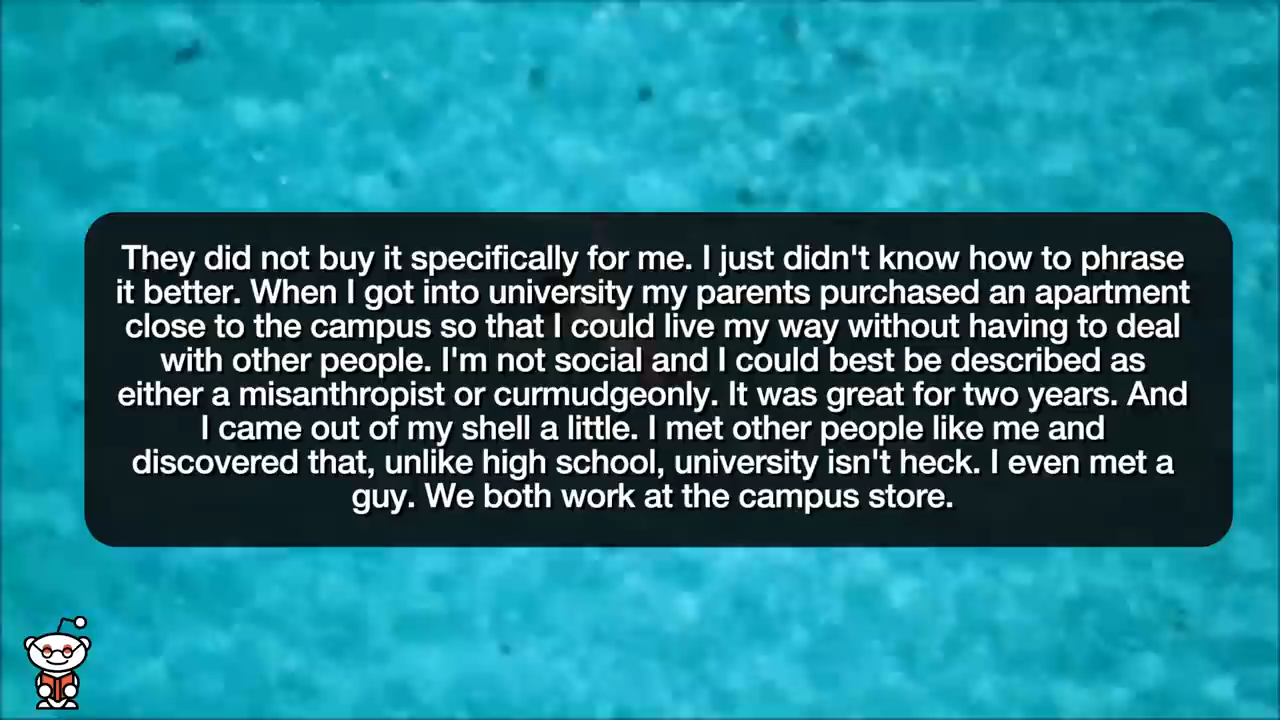 They did not buy it specifically for me. I just didn't know how to phrase
it better. When I got into university my parents purchased an apartment
close to the campus so that I could live my way without having to deal
with other people. I'm not social and I could best be described as
either a misanthropist or curmudgeonly. It was great for two years. And
I came out of my shell a little. I met other people like me and
discovered that, unlike high school, university isn't heck. I even met a
guy. We both work at the campus store.